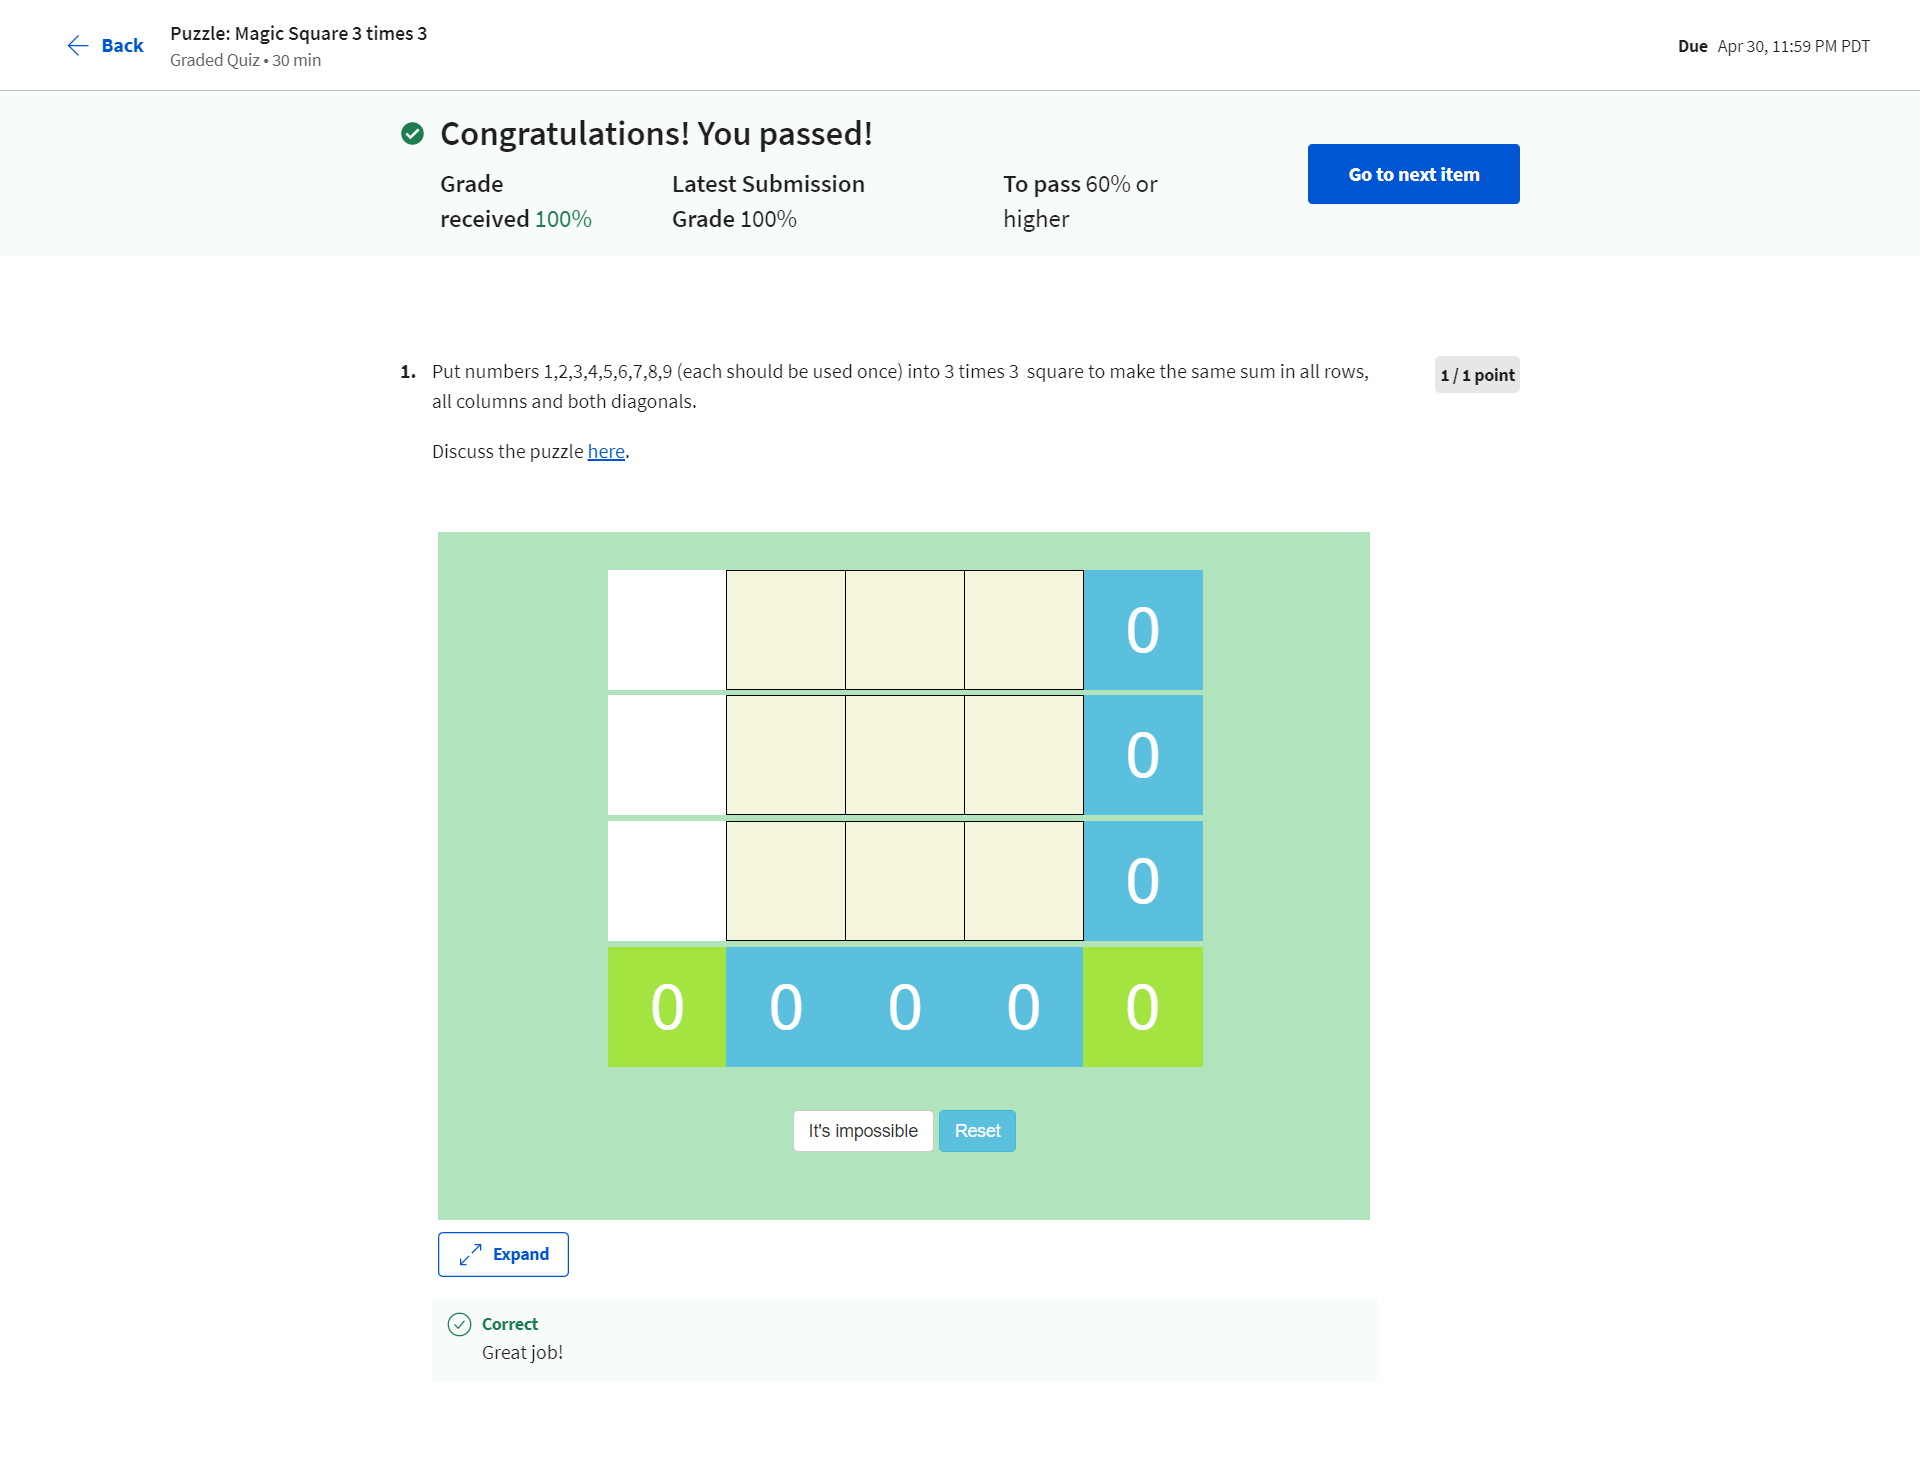 Back
Puzzle: Magic Square 3 times 3
Graded Quiz • 30 min
Due Apr 30, 11:59 PM PDT
Congratulations! You passed!
Grade
received 100%
Latest Submission
Grade 100%
To pass 60% or
higher
Go to next item
1. Put numbers 1,2,3,4,5,6,7,8,9 (each should be used once) into 3 times 3 square to make the same sum in all rows,
all columns and both diagonals.
1 / 1 point
Discuss the puzzle here.
0
0
0
0 0 0 0 0
It's impossible Reset
Expand
Correct
Great job!